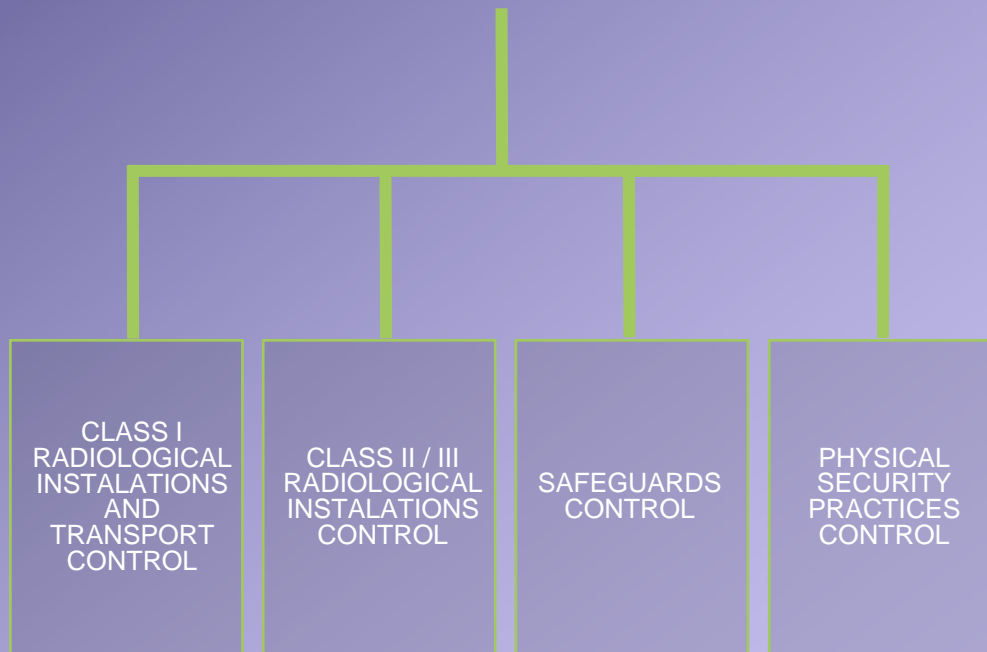 CLASS I
RADIOLOGICAL
INSTALATIONS
AND
TRANSPORT
CONTROL
CLASS II / III
RADIOLOGICAL
INSTALATIONS
CONTROL
SAFEGUARDS
CONTROL
PHYSICAL
SECURITY
PRACTICES
CONTROL